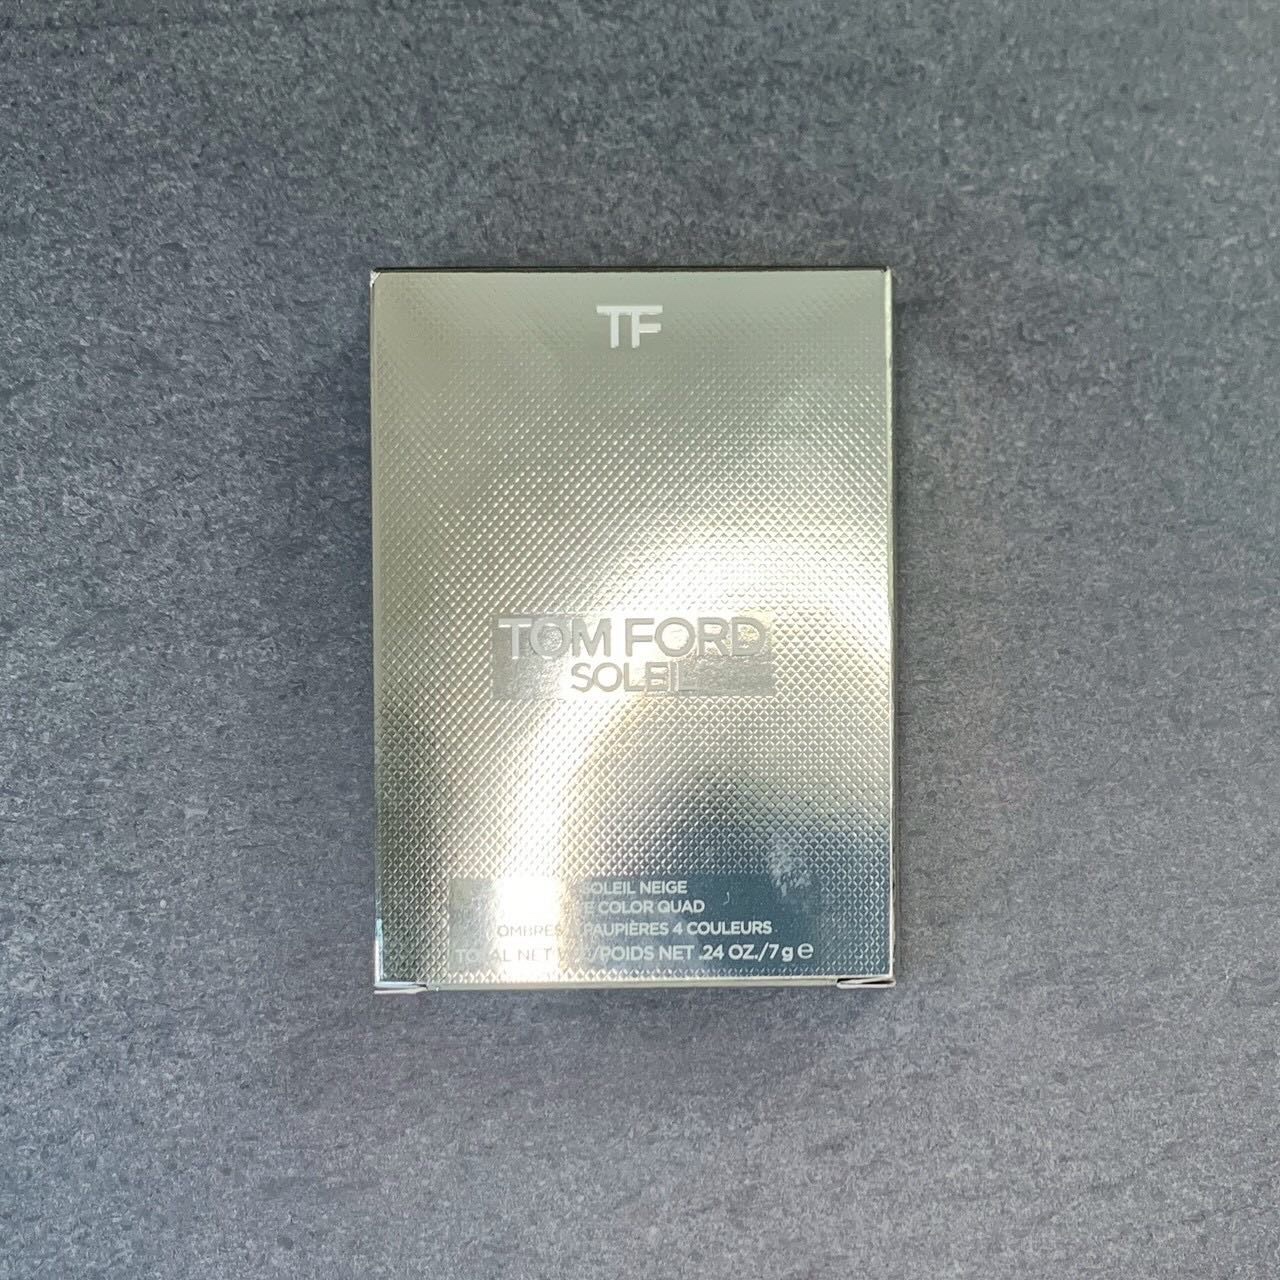 TF
TOM FORD
SOLEIL
SOLEIL NEIGE
E COLOR QUAD
OMBRES PAUPIÈRES 4 COULEURS
TOTAL NET /POIDS NET .24 OZ./7 g e